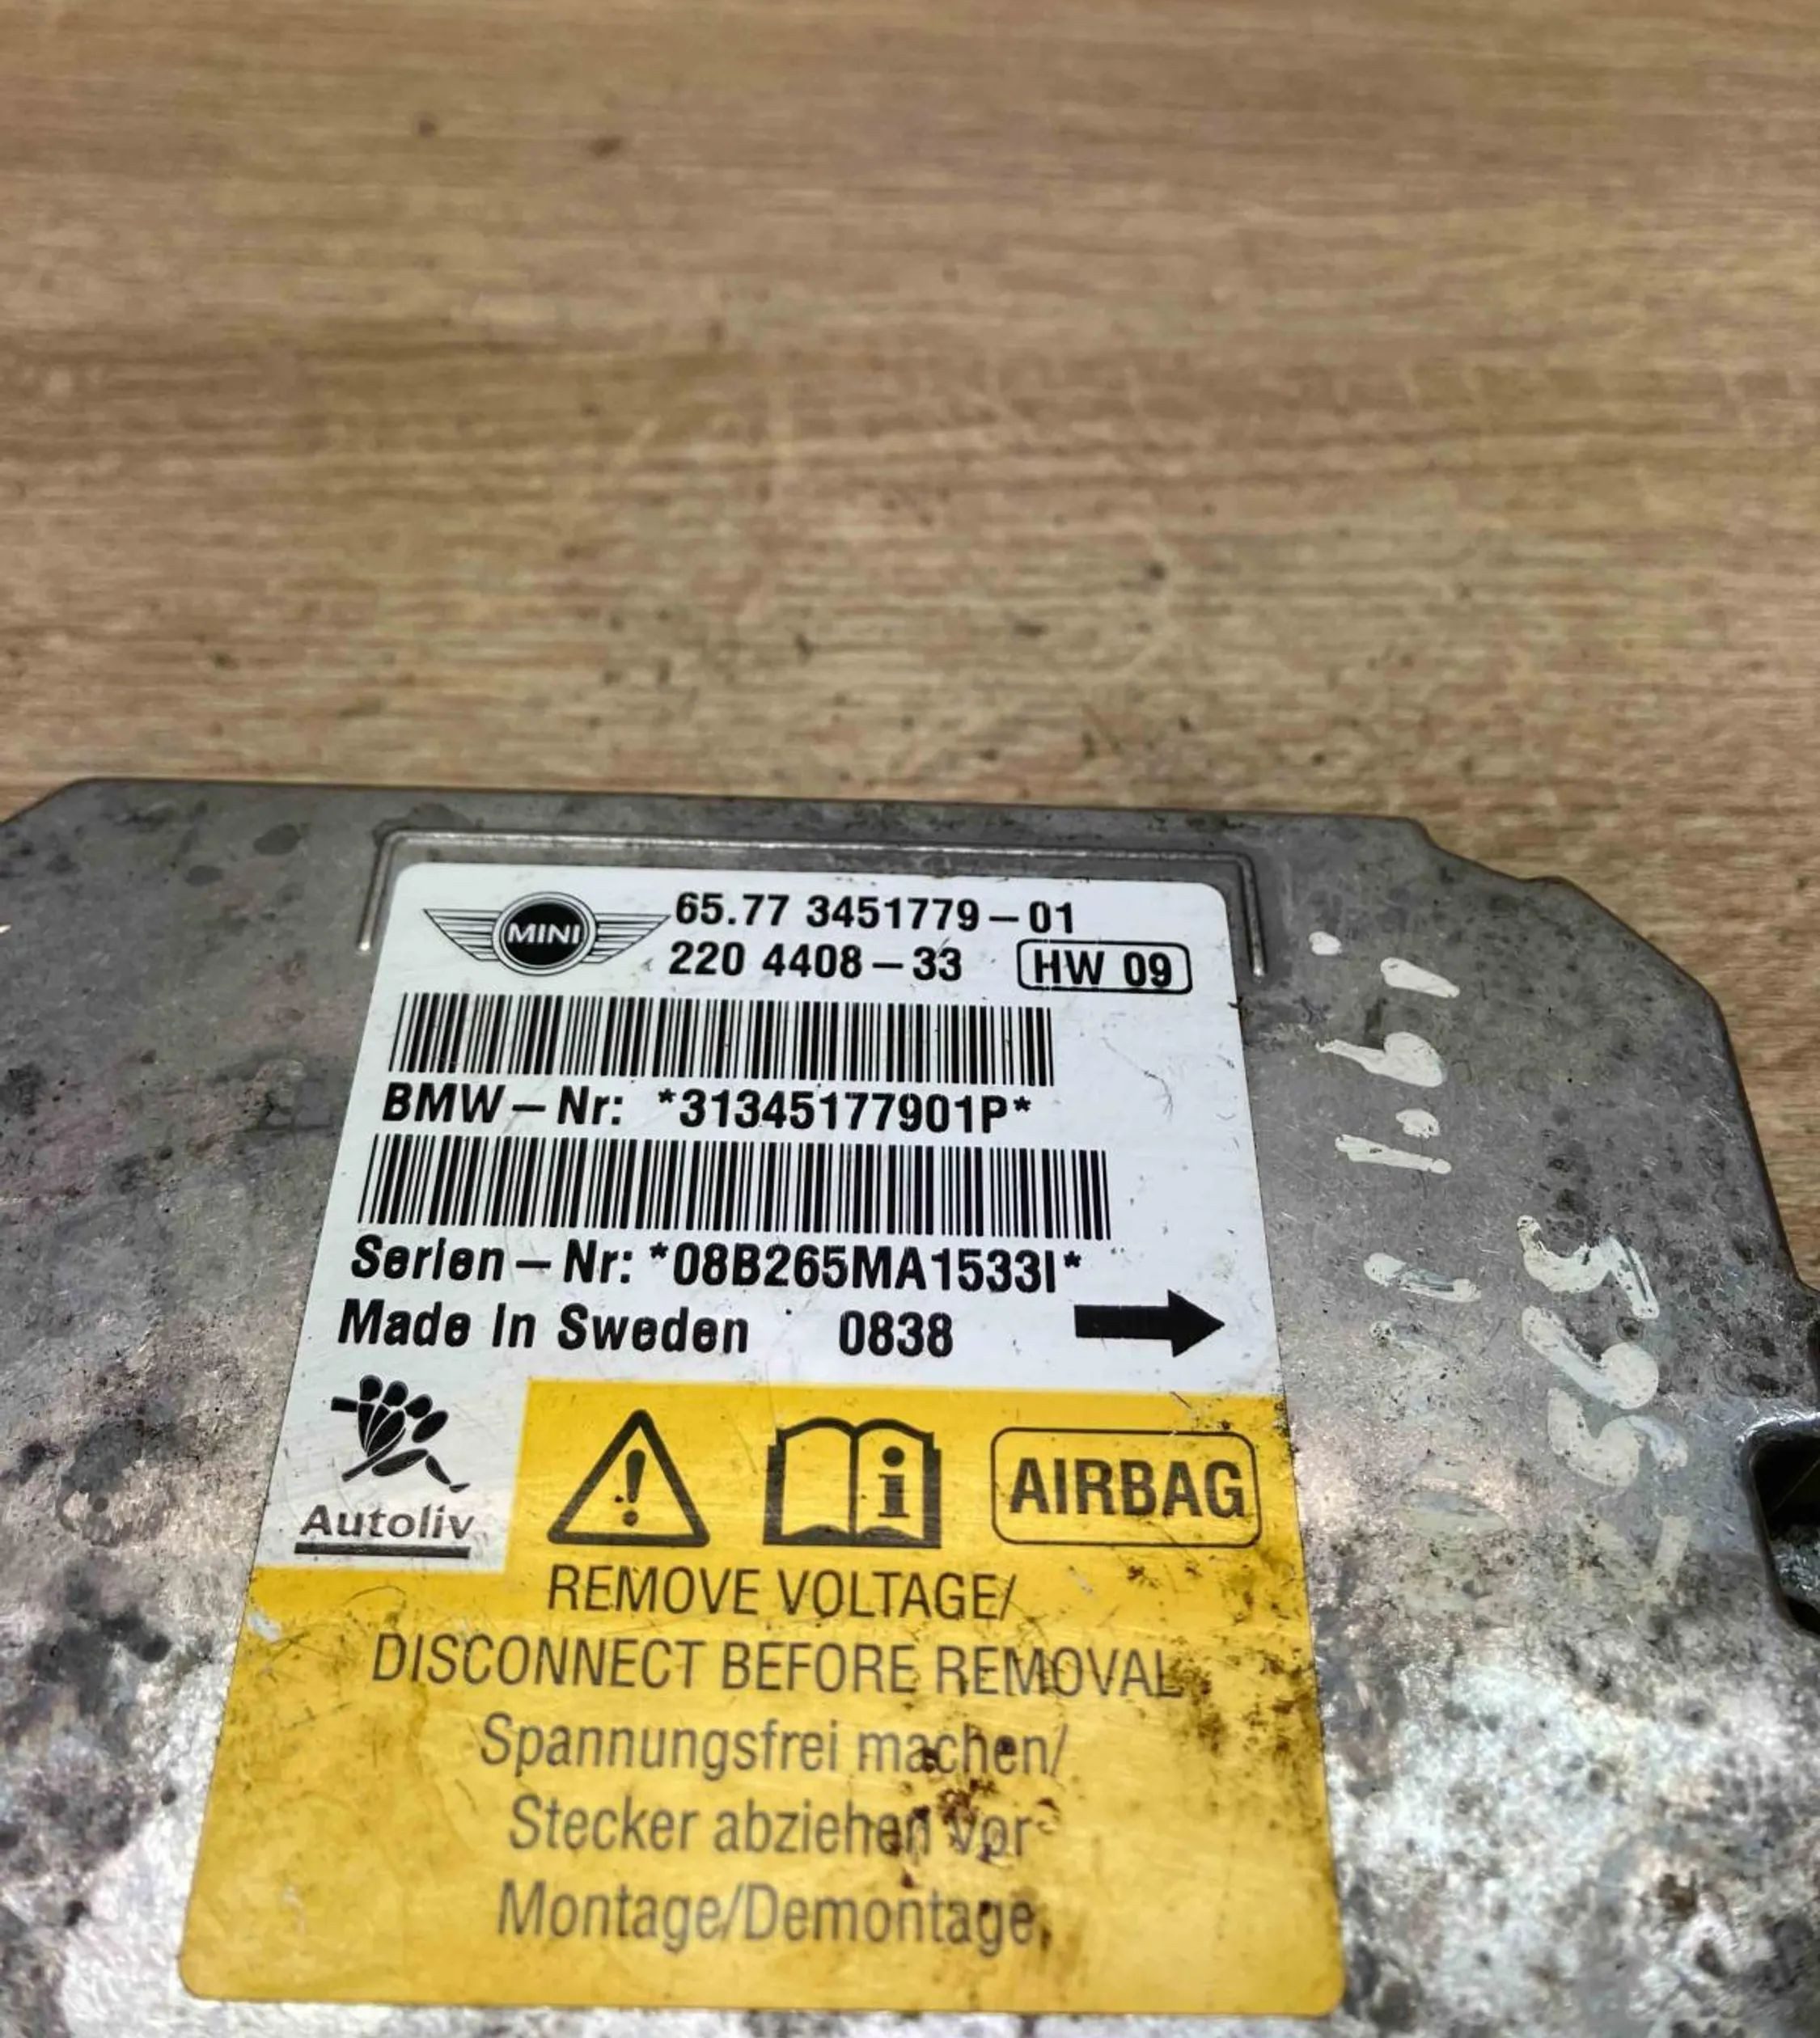 MINI
65.77 3451779-01
220 4408-33 HW 09
BMW-Nr: *31345177901P*
Serien-Nr: *08B265MA1533I*
Made in Sweden 0838
Autoliv
AIRBAG
REMOVE VOLTAGE/
DISCONNECT BEFORE REMOVAL
Spannungsfrei machen/
Stecker abziehen vor
Montage/Demontage